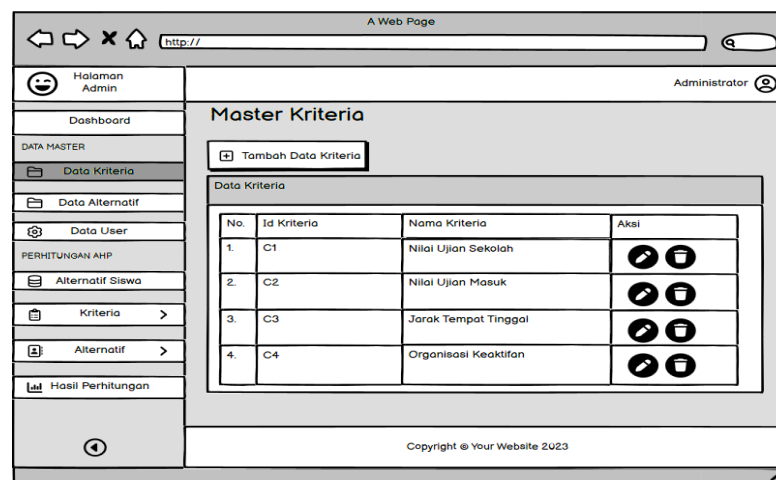 A Web Page
http://
Halaman
Admin
Administrator
Dashboard
DATA MASTER
Data Kriteria
Data Alternatif
Data User
PERHITUNGAN AHP
Alternatif Siswa
Kriteria
Alternatif
Hasil Perhitungan
Master Kriteria
Tambah Data Kriteria
Data Kriteria
No. Id Kriteria Nama Kriteria Aksi
1. C1 Nilai Ujian Sekolah
2. C2 Nilai Ujian Masuk
3. C3 Jarak Tempat Tinggal
4. C4 Organisasi Keaktifan
Copyright © Your Website 2023